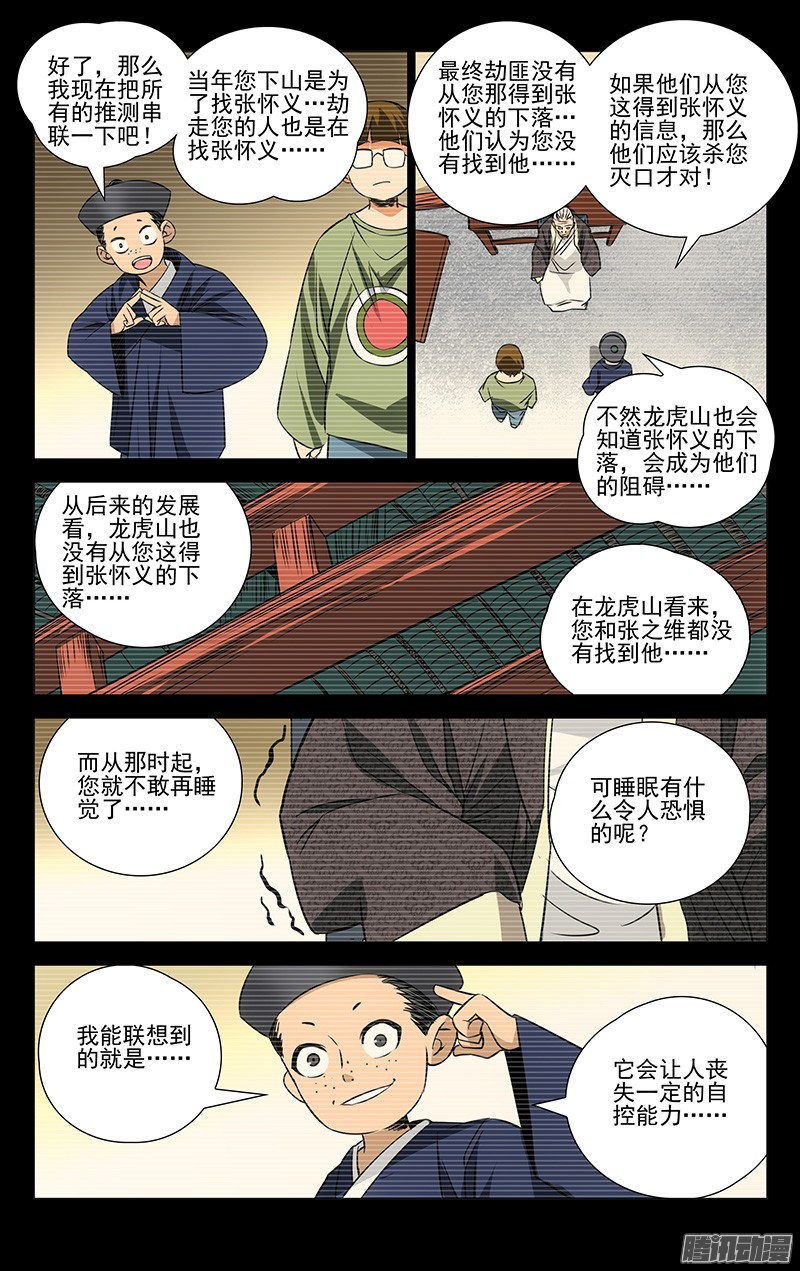 好了，那么
我现在把所
有的推测串
联一下吧！
当年您下山是为
了找张怀义…劫
走您的人也是在
找张怀义……
最终劫匪没有
从您那得到张
怀义的下落…
他们认为您没
有找到他……
如果他们从您
这得到张怀义
的信息，那么
他们应该杀您
灭口才对！
不然龙虎山也会
知道张怀义的下
落，会成为他们
的阻碍……
从后来的发展
看，龙虎山也
没有从您这得
到张怀义的下
落……
在龙虎山看来，
您和张之维都没
有找到他……
而从那时起，
您就不敢再睡
觉了……
可睡眠有什
么令人恐惧
的呢？
我能联想到
的就是……
它会让人丧
失一定的自
控能力……
腾讯动漫